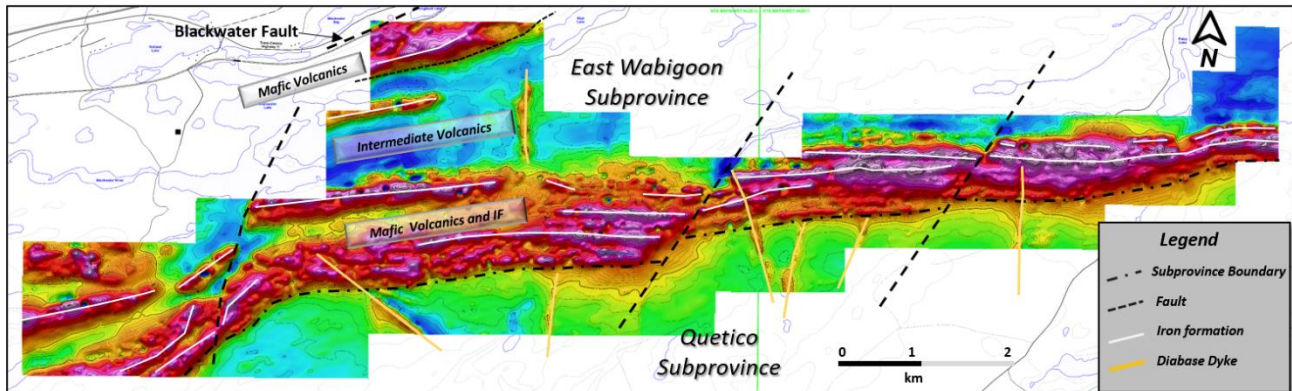 Blackwater Fault
Mafic Volcanics
East Wabigoon
Subprovince
N
Intermediate Volcanics
Mafic Volcanics and IF
Legend
Subprovince Boundary
Fault
Iron formation
Diabase Dyke
Quetico
Subprovince
0 1 2
km